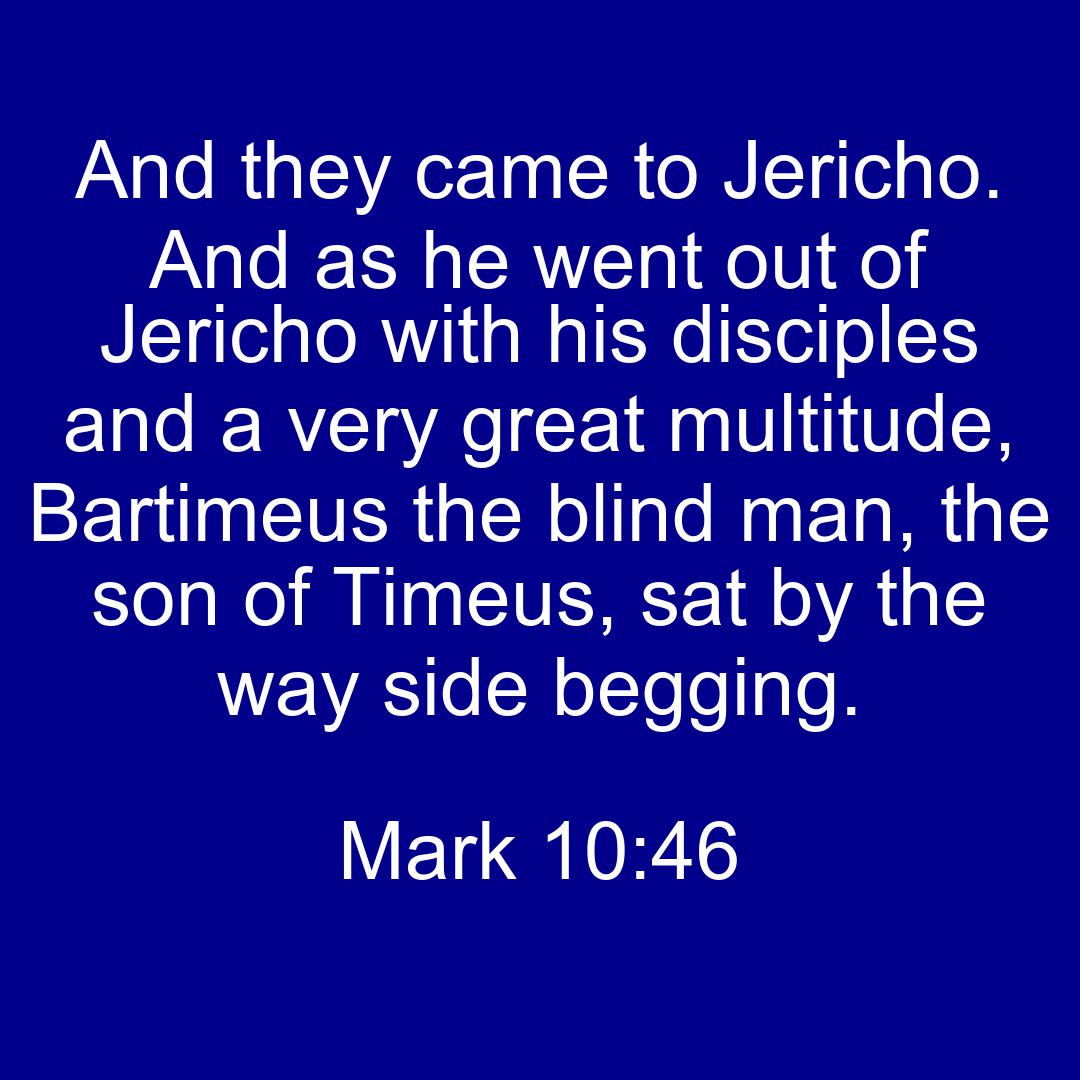 And they came to Jericho.
And as he went out of
Jericho with his disciples
and a very great multitude,
Bartimeus the blind man, the
son of Timeus, sat by the
way side begging.
Mark 10:46